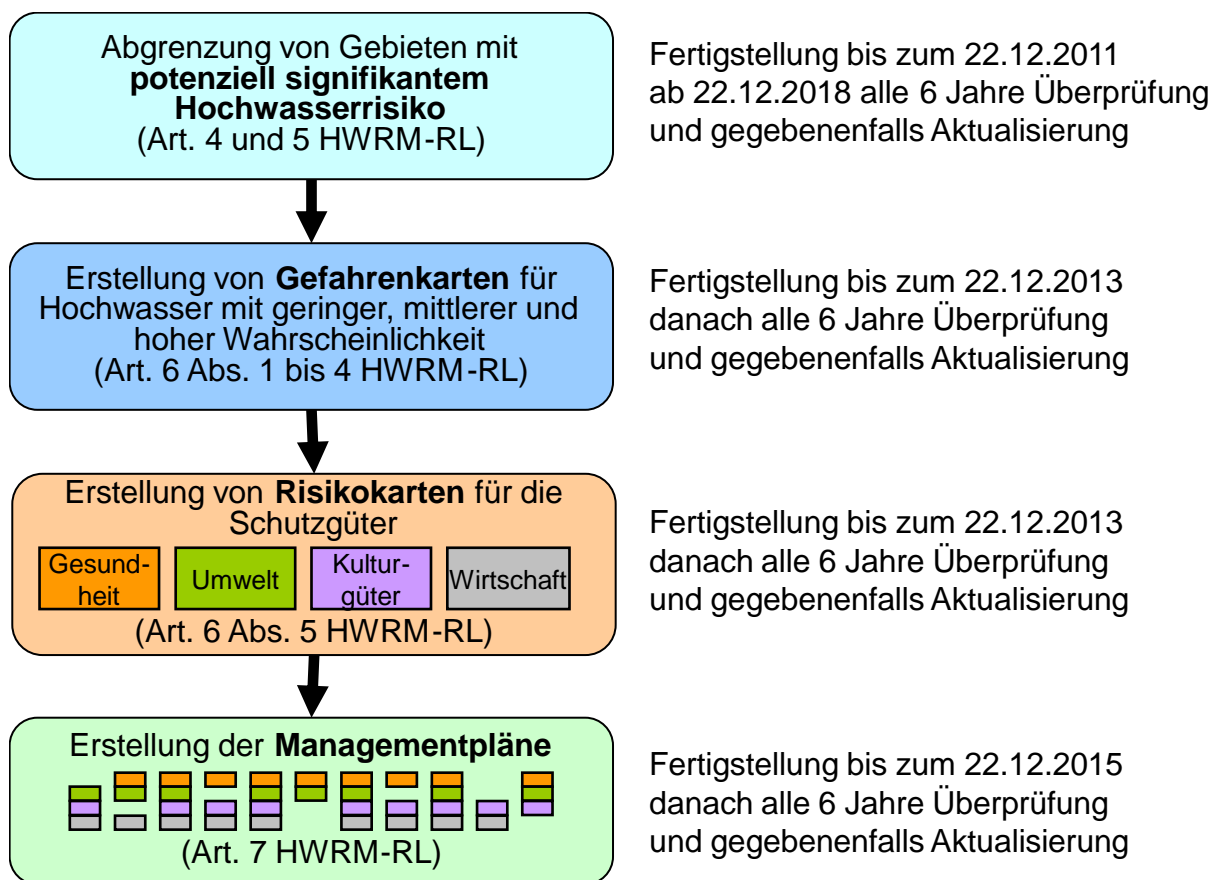 Abgrenzung von Gebieten mit
potenziell signifikantem
Hochwasserrisiko
(Art. 4 und 5 HWRM-RL)
Fertigstellung bis zum 22.12.2011
ab 22.12.2018 alle 6 Jahre Überprüfung
und gegebenenfalls Aktualisierung
Erstellung von Gefahrenkarten für
Hochwasser mit geringer, mittlerer und
hoher Wahrscheinlichkeit
(Art. 6 Abs. 1 bis 4 HWRM-RL)
Fertigstellung bis zum 22.12.2013
danach alle 6 Jahre Überprüfung
und gegebenenfalls Aktualisierung
Erstellung von Risikokarten für die
Schutzgüter
Gesund-
heit
Umwelt
Kultur-
güter
Wirtschaft
(Art. 6 Abs. 5 HWRM-RL)
Fertigstellung bis zum 22.12.2013
danach alle 6 Jahre Überprüfung
und gegebenenfalls Aktualisierung
Erstellung der Managementpläne
(Art. 7 HWRM-RL)
Fertigstellung bis zum 22.12.2015
danach alle 6 Jahre Überprüfung
und gegebenenfalls Aktualisierung